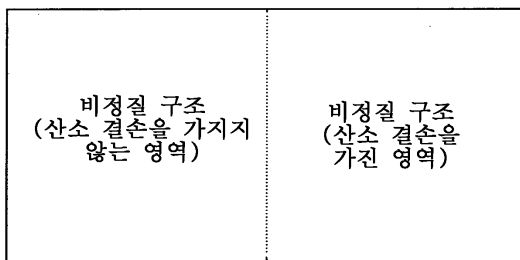 비정질 구조
(산소 결손을 가지지
않는 영역)
비정질 구조
(산소 결손을
가진 영역)